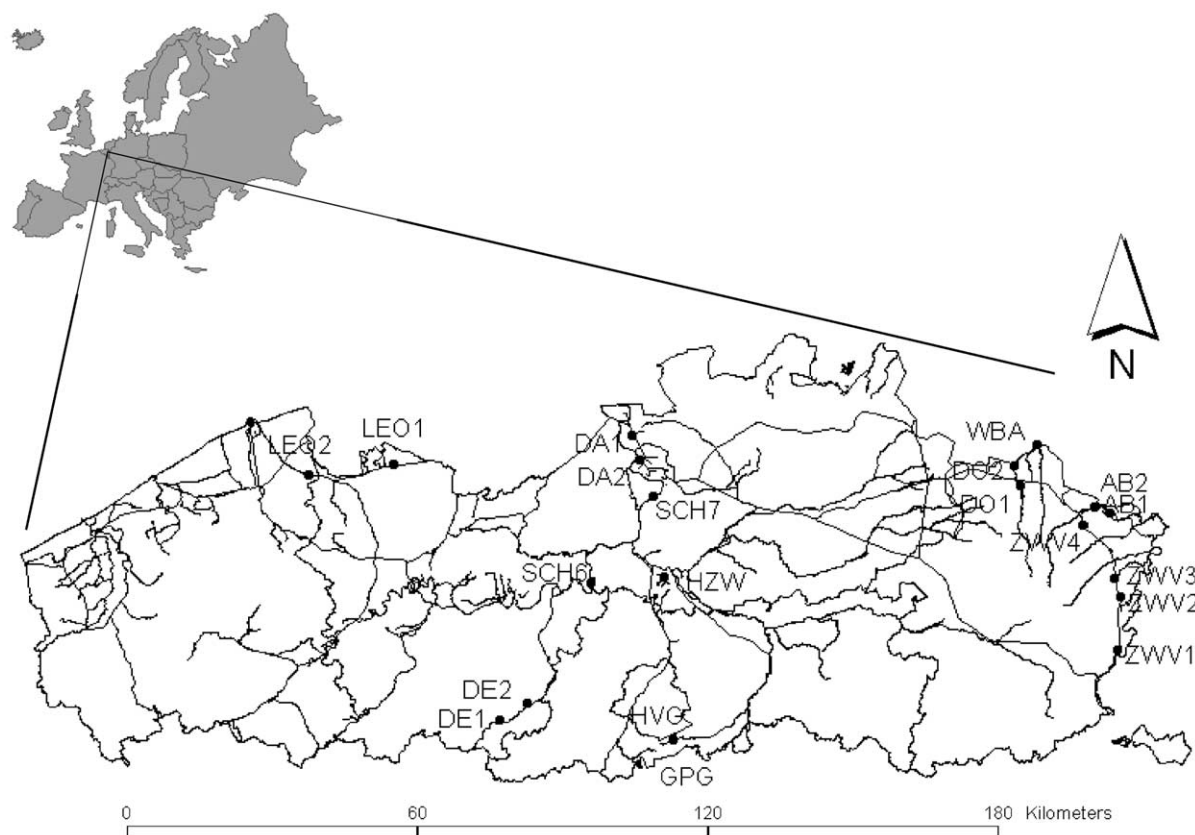 N
LEO1
LEO2
DA1
DA2
SCH7
WBA
DO2
DO1
AB2
AB1
ZWV4
ZWV3
ZWV2
ZWV1
SCH6
HZW
DE2
DE1
HVG
GPG
0 60 120 180 Kilometers